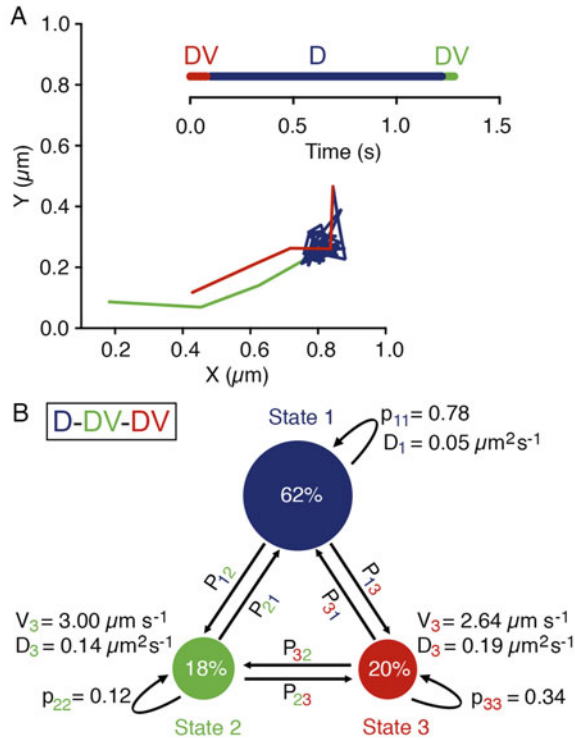 A
1.0
0.8
0.6
0.4
0.2
0.0
Y (µm)
DV D DV
0.0 0.5 1.0 1.5
Time (s)
0.2 0.4 0.6 0.8 1.0
X (µm)
B
D-DV-DV
State 1
p11 = 0.78
D1 = 0.05 µm²s⁻¹
62%
P12
P21
P31
P13
V3 = 3.00 µm s⁻¹
D3 = 0.14 µm²s⁻¹
V3 = 2.64 µm s⁻¹
D3 = 0.19 µm²s⁻¹
18%
P32
P23
20%
p22 = 0.12
p33 = 0.34
State 2
State 3